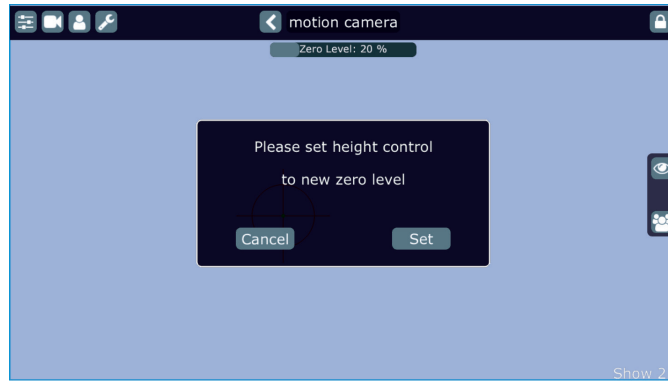 motion camera
Zero Level: 20 %
Please set height control
to new zero level
Cancel
Set
Show 2